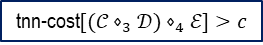 tnn-cost[(𝒞 ⋄₃ 𝒟) ⋄₄ ℰ] > c